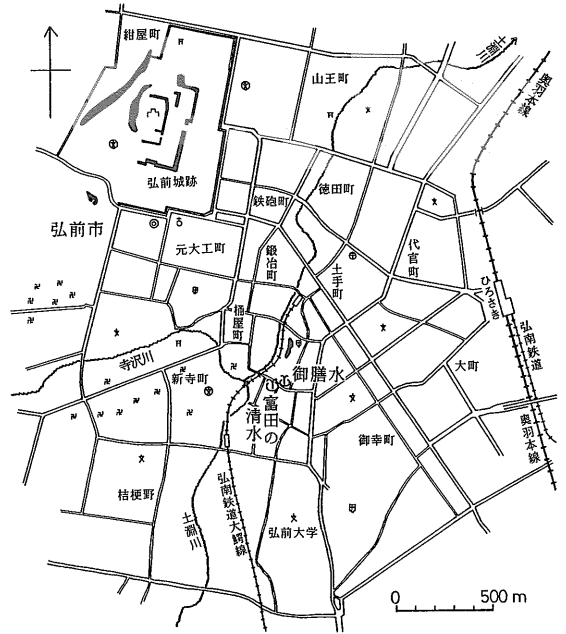 紺屋町
山王町
土淵川
奥羽本線
弘前城跡
徳田町
鉄砲町
弘前市
元大工町
鍛冶町
土手町
代官町
ひろさき
弘南鉄道
桶屋町
寺沢川
大町
御膳水
新寺町
富田の
清水
御幸町
奥羽本線
桔梗野
土淵川
弘南鉄道大鰐線
弘前大学
0 500 m